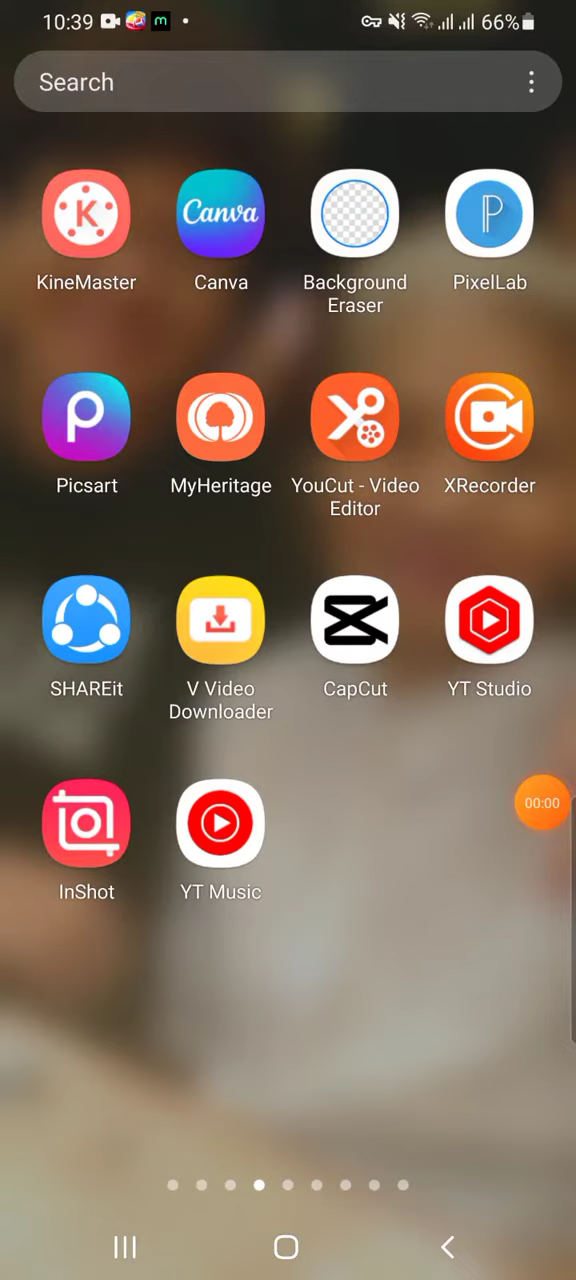 10:39
66%
Search
K
Canva
P
KineMaster
Canva
Background
Eraser
PixelLab
Picsart
MyHeritage
YouCut - Video
Editor
XRecorder
SHAREit
V Video
Downloader
CapCut
YT Studio
00:00
InShot
YT Music